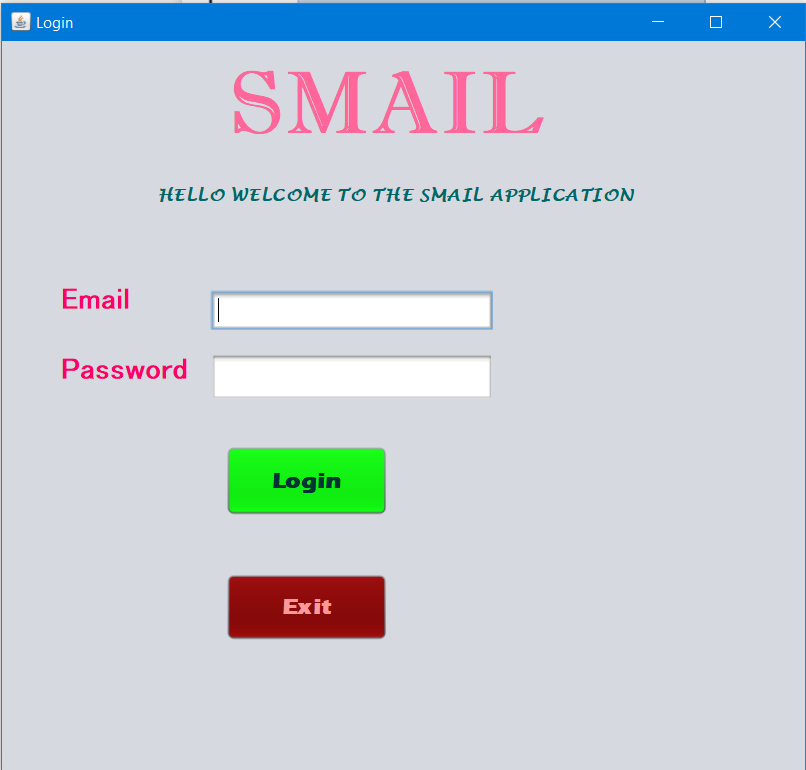 Login
SMAIL
HELLO WELCOME TO THE SMAIL APPLICATION
Email
Password
Login
Exit